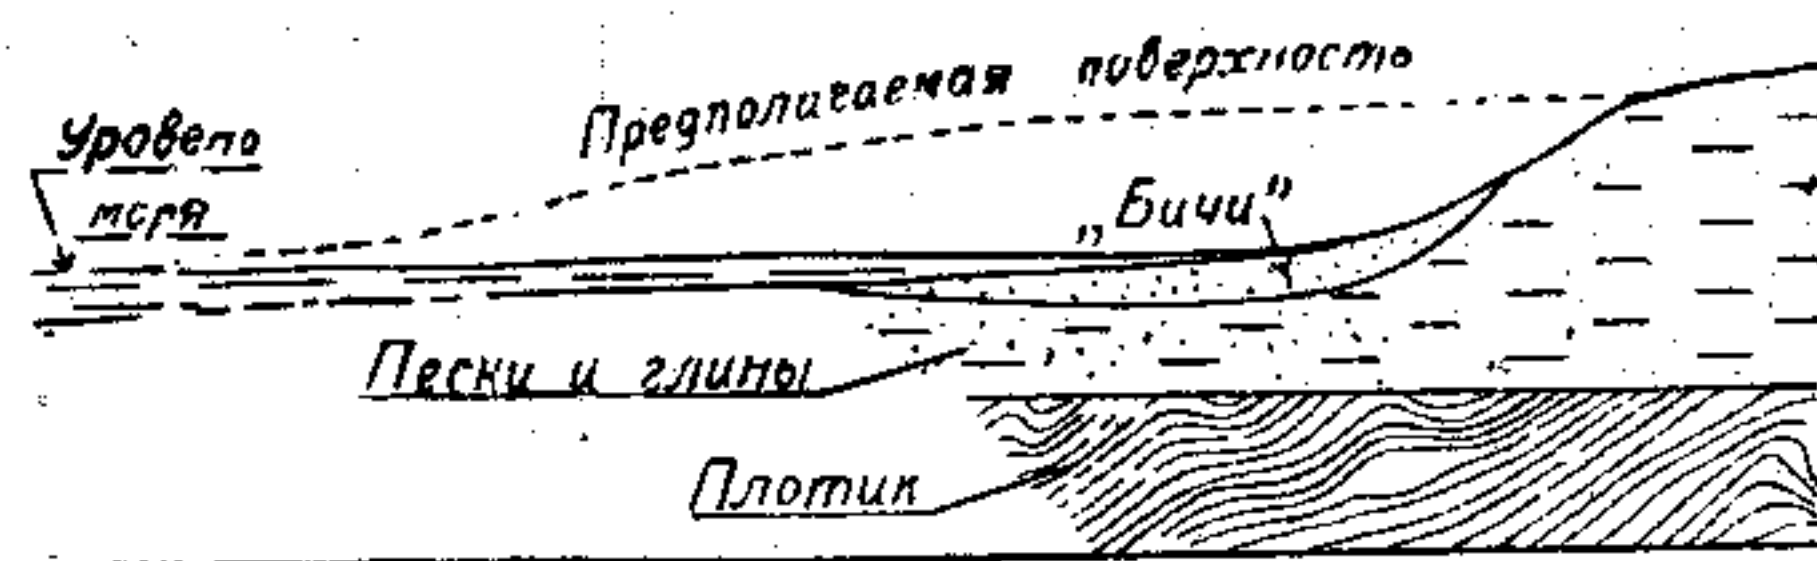 Предполагаемая поверхность
Уровень
моря
„Бичи”
Пески и глины
Плотик